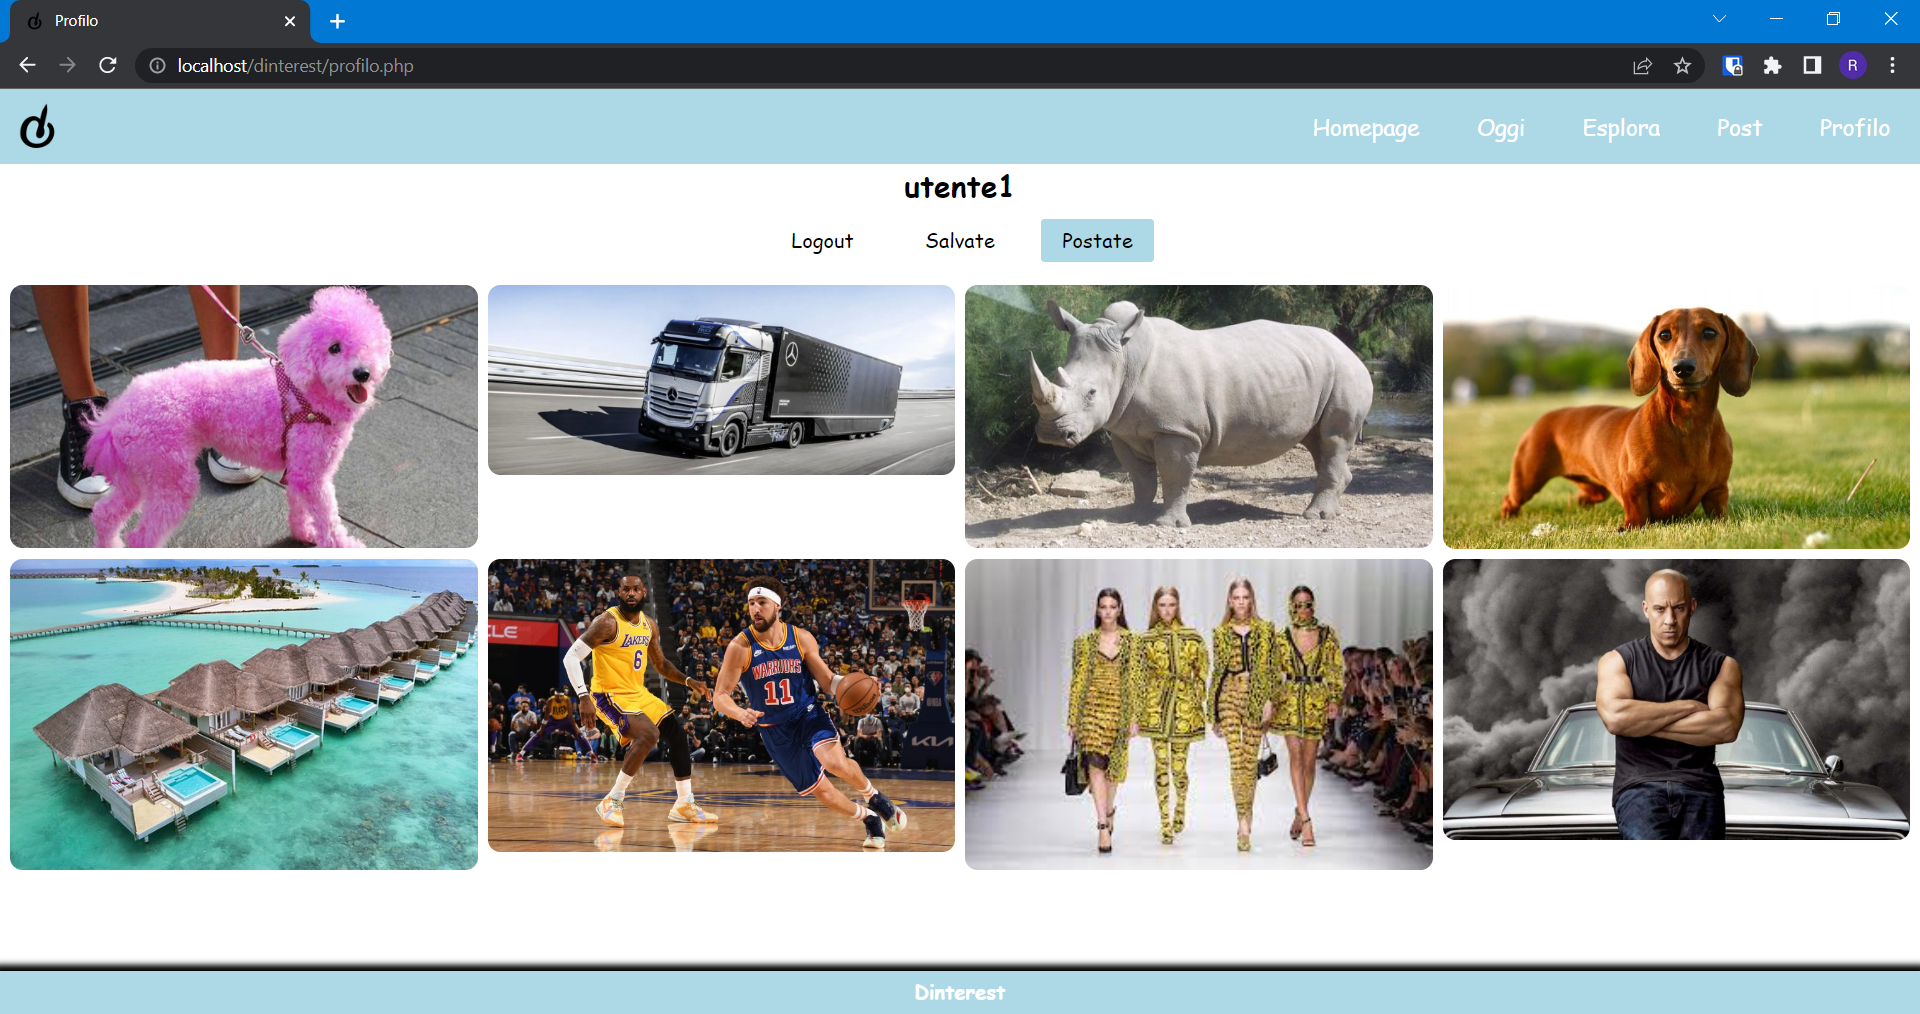 Profilo
localhost/dinterest/profilo.php
R
Homepage Oggi Esplora Post Profilo
utente1
Logout Salvate Postate
LAKERS
6
WARRIORS
11
Dinterest